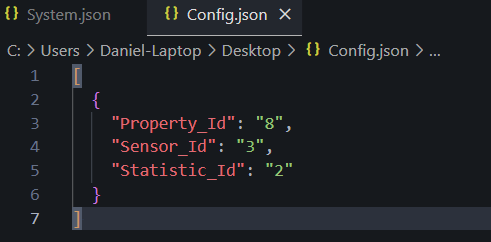 {} System.json {} Config.json ×
C: > Users > Daniel-Laptop > Desktop > {} Config.json > ...
1 [
2 {
3 "Property_Id": "8",
4 "Sensor_Id": "3",
5 "Statistic_Id": "2"
6 }
7 ]